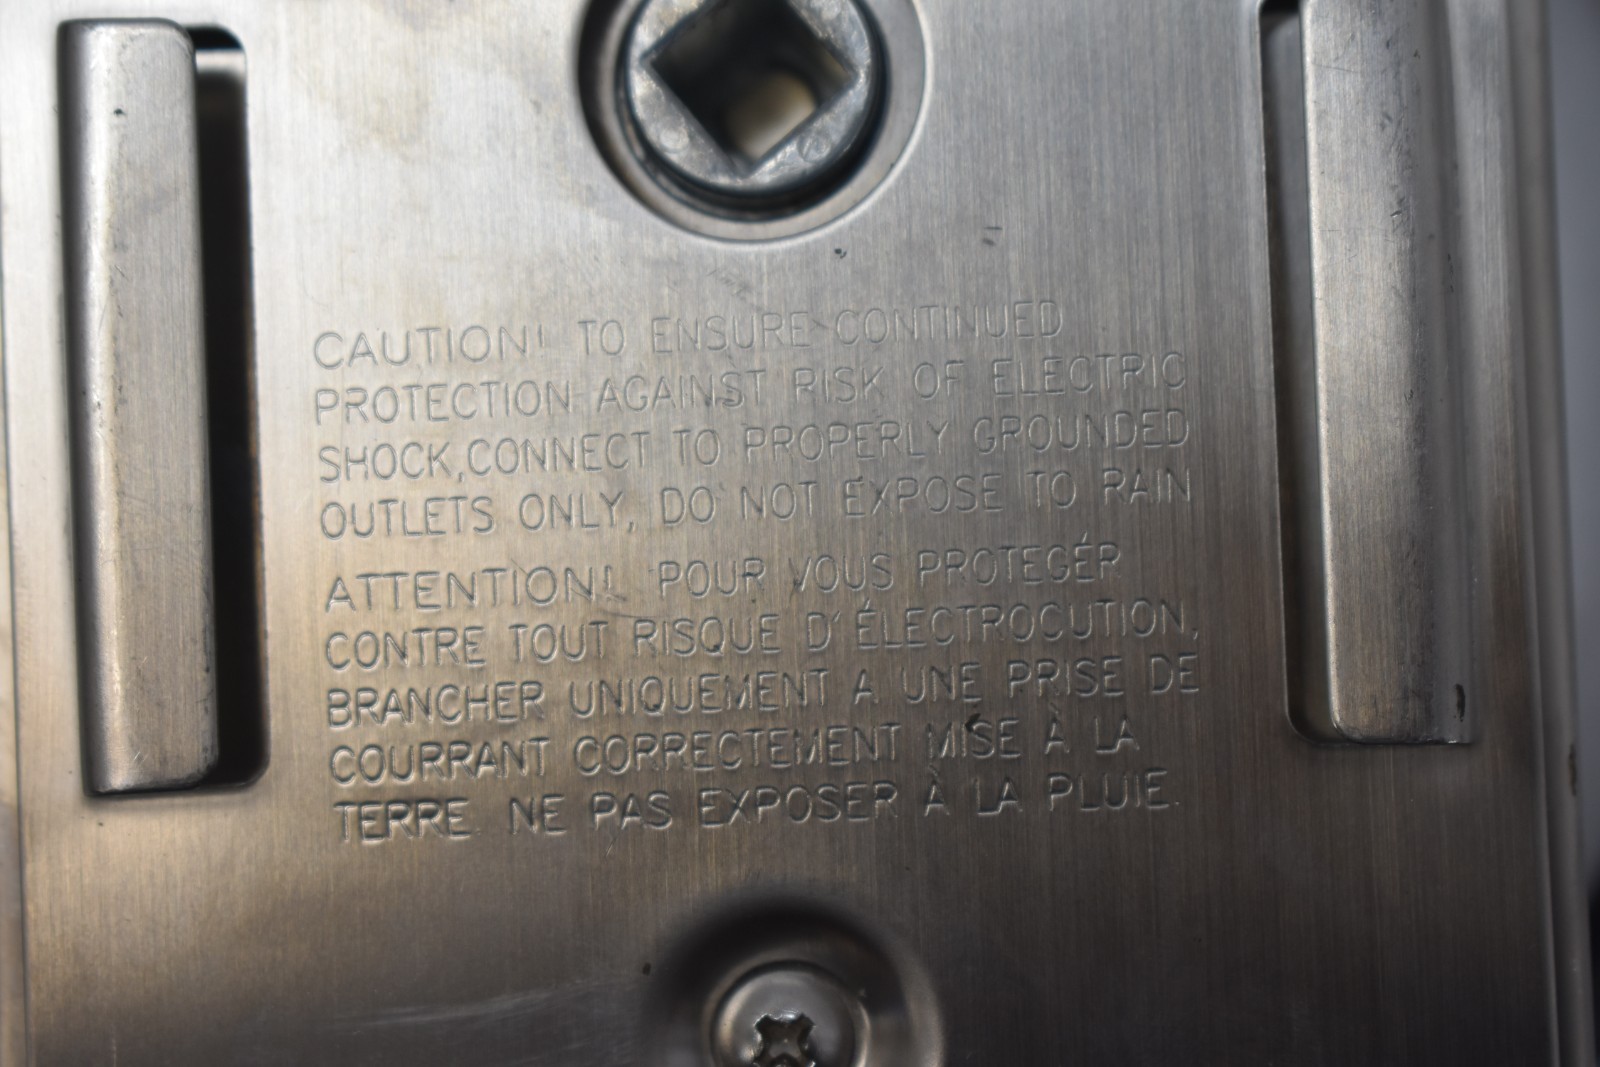 CAUTION! TO ENSURE CONTINUED
PROTECTION AGAINST RISK OF ELECTRIC
SHOCK,CONNECT TO PROPERLY GROUNDED
OUTLETS ONLY, DO NOT EXPOSE TO RAIN
ATTENTION! POUR VOUS PROTEGÉR
CONTRE TOUT RISQUE D'ÉLECTROCUTION,
BRANCHER UNIQUEMENT A UNE PRISE DE
COURRANT CORRECTEMENT MISE À LA
TERRE. NE PAS EXPOSER À LA PLUIE.